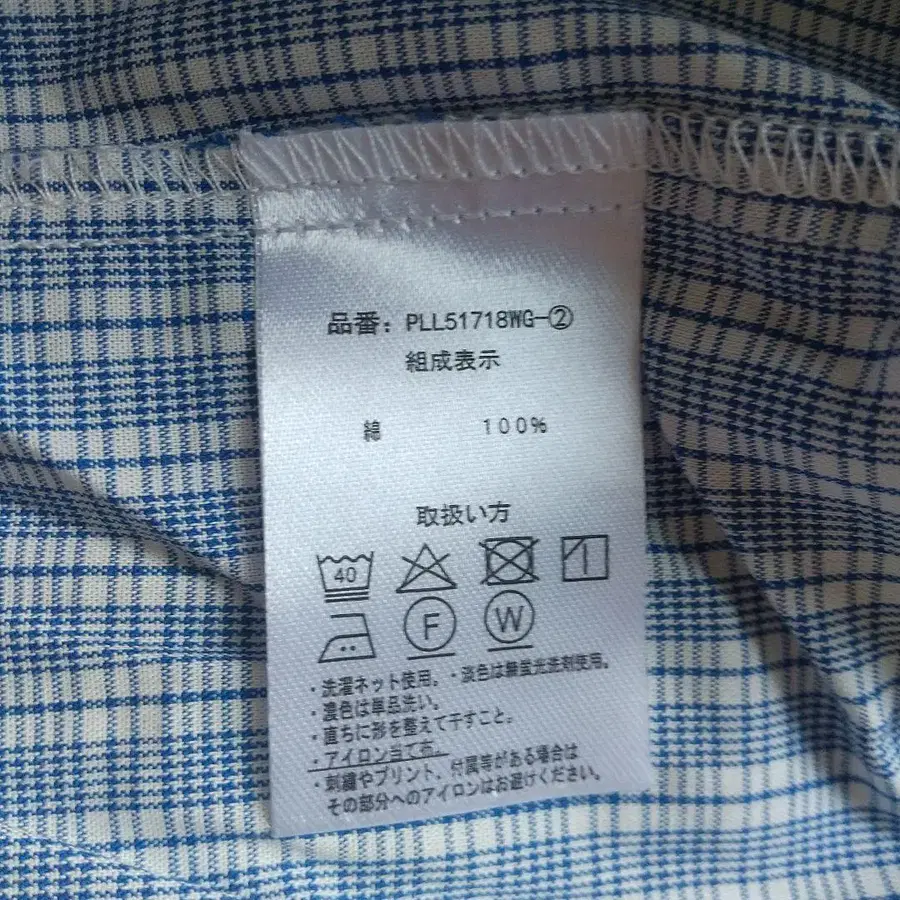 品番: PLL51718WG-②
組成表示
綿 100%
取扱い方
40
F W
・洗濯ネット使用。・淡色は無蛍光洗剤使用。
・濃色は単品洗い。
・直ちに形を整えて干すこと。
・アイロン当て布。
・刺繍やプリント、付属等がある場合は
その部分へのアイロンはお避けください。